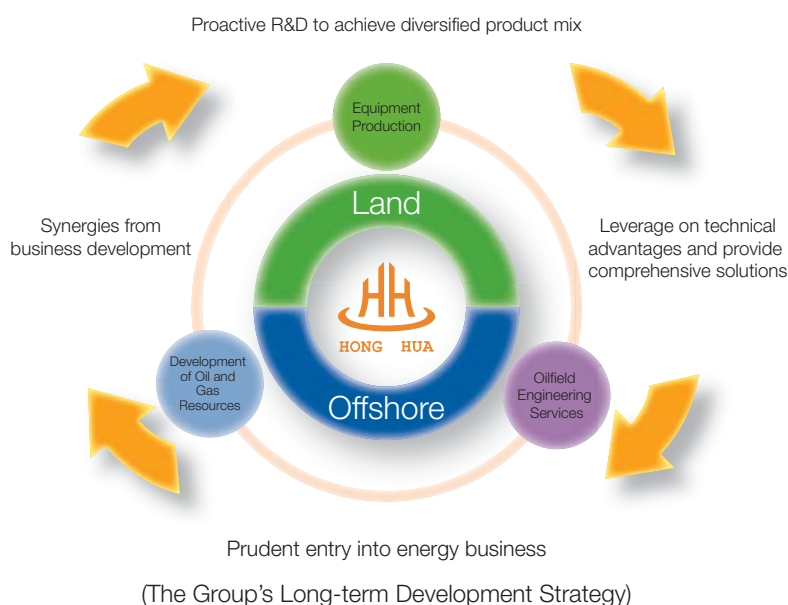 Proactive R&D to achieve diversified product mix
Equipment
Production
Land
Synergies from
business development
Leverage on technical
advantages and provide
comprehensive solutions
HONG HUA
Development
of Oil and
Gas
Resources
Oilfield
Engineering
Services
Offshore
Prudent entry into energy business
(The Group's Long-term Development Strategy)